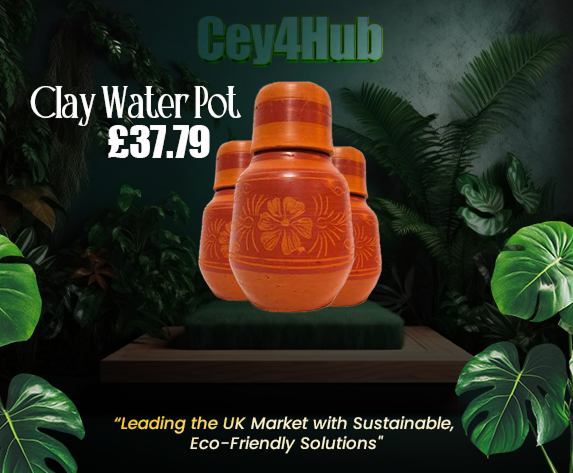 Cey4Hub
Clay Water Pot
£37.79
“Leading the UK Market with Sustainable,
Eco-Friendly Solutions"